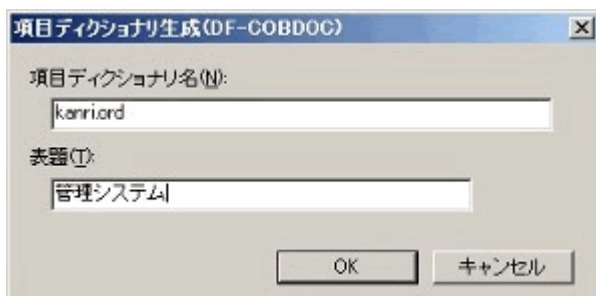 項目ディクショナリ生成(DF-COBDOC)
項目ディクショナリ名(N):
kanri.ord
表題(T):
管理システム
OK
キャンセル